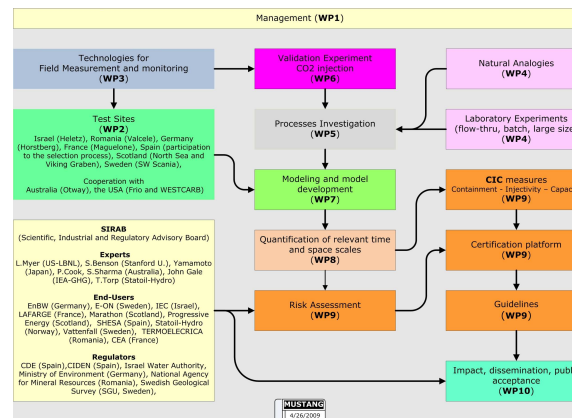 Management (WP1)
Technologies for
Field Measurement and monitoring
(WP3)
Validation Experiment
CO2 injection
(WP6)
Natural Analogies
(WP4)
Test Sites
(WP2)
Israel (Heletz), Romania (Valcele), Germany
(Horstberg), France (Maguelone), Spain (participation
to the selection process), Scotland (North Sea and
Viking Graben), Sweden (SW Scania),
Cooperation with
Australia (Otway), the USA (Frio and WESTCARB)
Processes Investigation
(WP5)
Laboratory Experiments
(flow-thru, batch, large size
(WP4)
Modeling and model
development
(WP7)
CIC measures
Containment - Injectivity – Capac
(WP9)
Quantification of relevant time
and space scales
(WP8)
Certification platform
(WP9)
Risk Assessment
(WP9)
Guidelines
(WP9)
Impact, dissemination, publ
acceptance
(WP10)
SIRAB
(Scientific, Industrial and Regulatory Advisory Board)
Experts
L.Myer (US-LBNL), S.Benson (Stanford U.), Yamamoto
(Japan), P.Cook, S.Sharma (Australia), John Gale
(IEA-GHG), T.Torp (Statoil-Hydro)
End-Users
EnBW (Germany), E-ON (Sweden), IEC (Israel),
LAFARGE (France), Marathon (Scotland), Progressive
Energy (Scotland), SHESA (Spain), Statoil-Hydro
(Norway), Vattenfall (Sweden), TERMOELECRICA
(Romania), CEA (France)
Regulators
CDE (Spain),CIDEN (Spain), Israel Water Authority,
Ministry of Environment (Germany), National Agency
for Mineral Resources (Romania), Swedish Geological
Survey (SGU, Sweden),
MUSTANG
4/26/2009